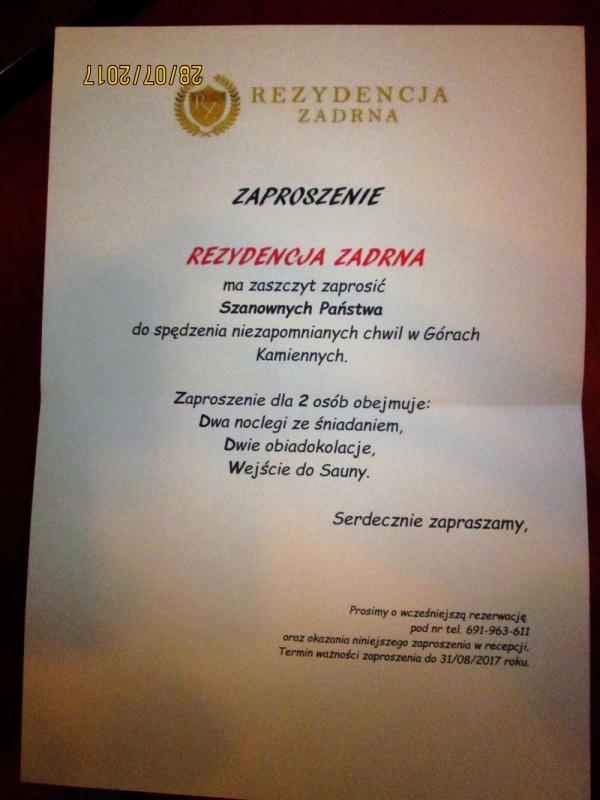 28/07/2017
RZ
REZYDENCJA
ZADRNA
ZAPROSZENIE
REZYDENCJA ZADRNA
ma zaszczyt zaprosić
Szanownych Państwa
do spędzenia niezapomnianych chwil w Górach
Kamiennych.
Zaproszenie dla 2 osób obejmuje:
Dwa noclegi ze śniadaniem,
Dwie obiadokolacje,
Wejście do Sauny.
Serdecznie zapraszamy,
Prosimy o wcześniejszą rezerwację
pod nr tel. 691-963-611
oraz okazania niniejszego zaproszenia w recepcji.
Termin ważności zaproszenia do 31/08/2017 roku.